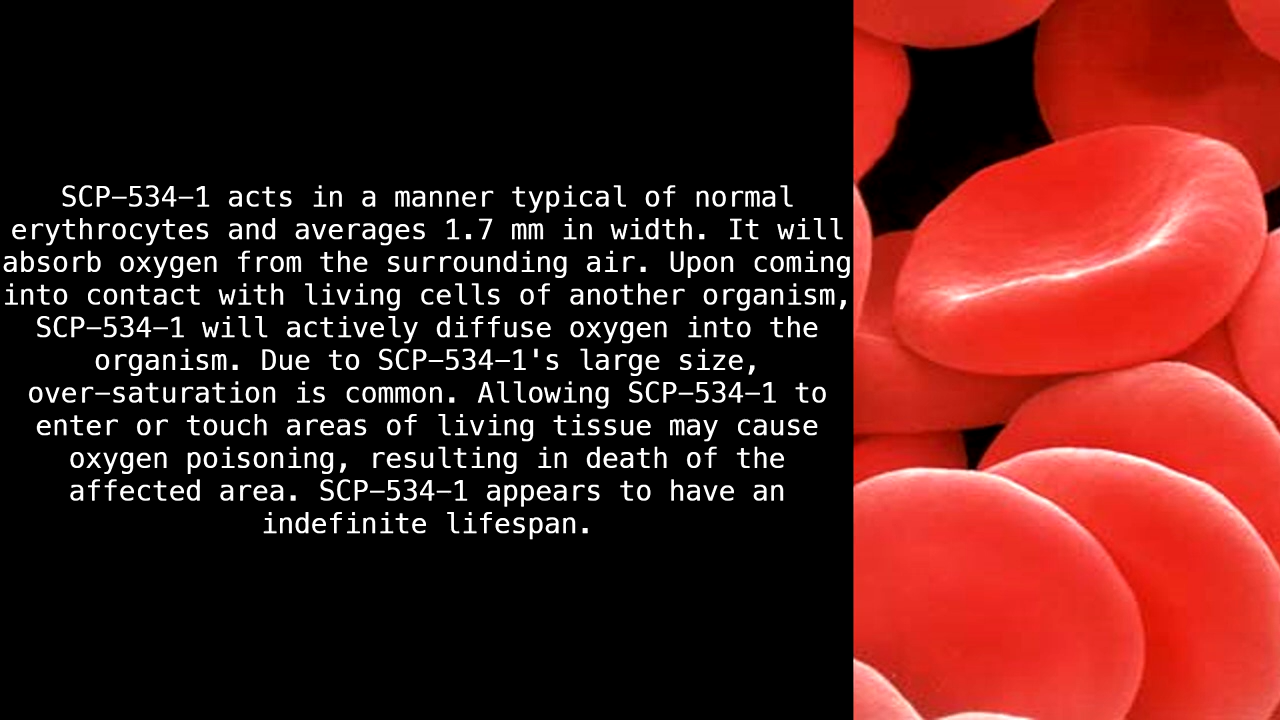 SCP-534-1 acts in a manner typical of normal
erythrocytes and averages 1.7 mm in width. It will
absorb oxygen from the surrounding air. Upon coming
into contact with living cells of another organism,
SCP-534-1 will actively diffuse oxygen into the
organism. Due to SCP-534-1's large size,
over-saturation is common. Allowing SCP-534-1 to
enter or touch areas of living tissue may cause
oxygen poisoning, resulting in death of the
affected area. SCP-534-1 appears to have an
indefinite lifespan.